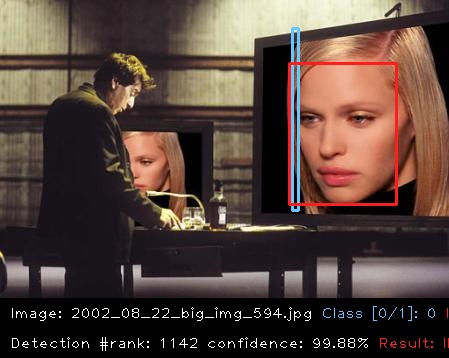 Image: 2002_08_22_big_img_594.jpg Class [0/1]: 0
Detection #rank: 1142 confidence: 99.88% Result: